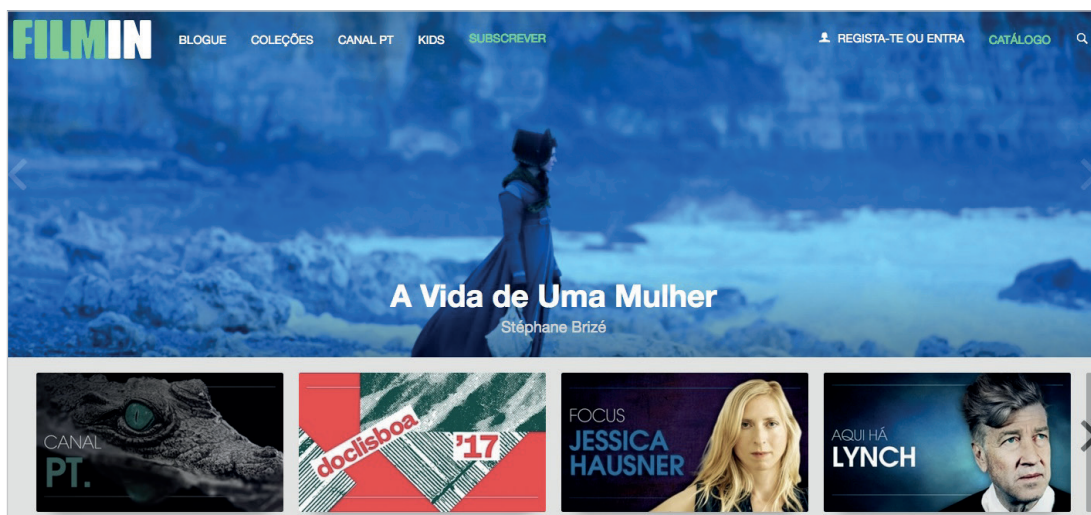 FILMIN BLOGUE COLEÇÕES CANAL PT KIDS SUBSCREVER REGISTA-TE OU ENTRA CATÁLOGO
A Vida de Uma Mulher
Stéphane Brizé
CANAL
PT.
doclisboa '17
FOCUS
JESSICA
HAUSNER
AQUI HÁ
LYNCH